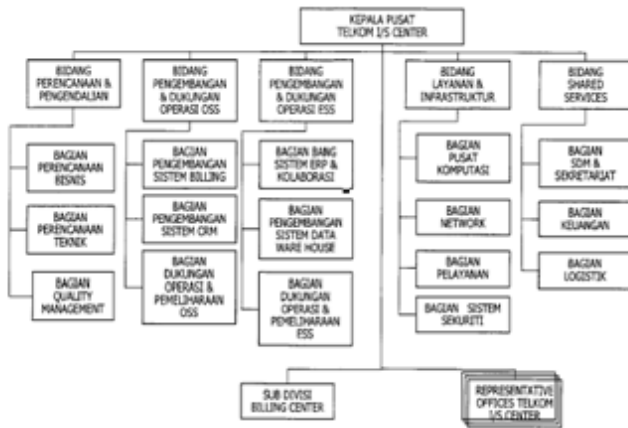 KEPALA PUSAT
TELKOM I/S CENTER
BIDANG
PERENCANAAN &
PENGENDALIAN
BIDANG
PENGEMBANGAN
& DUKUNGAN
OPERASI OSS
BIDANG
PENGEMBANGAN
& DUKUNGAN
OPERASI ESS
BIDANG
LAYANAN &
INFRASTRUKTUR
BIDANG
SHARED
SERVICES
BAGIAN
PERENCANAAN
BISNIS
BAGIAN
PERENCANAAN
TEKNIK
BAGIAN
QUALITY
MANAGEMENT
BAGIAN
PENGEMBANGAN
SISTEM BILLING
BAGIAN
PENGEMBANGAN
SISTEM CRM
BAGIAN
DUKUNGAN
OPERASI &
PEMELIHARAAN
OSS
BAGIAN BANG
SISTEM ERP &
KOLABORASI
BAGIAN
PENGEMBANGAN
SISTEM DATA
WARE HOUSE
BAGIAN
DUKUNGAN
OPERASI &
PEMELIHARAAN
ESS
BAGIAN
PUSAT
KOMPUTASI
BAGIAN
NETWORK
BAGIAN
PELAYANAN
BAGIAN SISTEM
SEKURITI
BAGIAN
SDM &
SEKRETARIAT
BAGIAN
KEUANGAN
BAGIAN
LOGISTIK
SUB DIVISI
BILLING CENTER
REPRESENTATIVE
OFFICES TELKOM
I/S CENTER